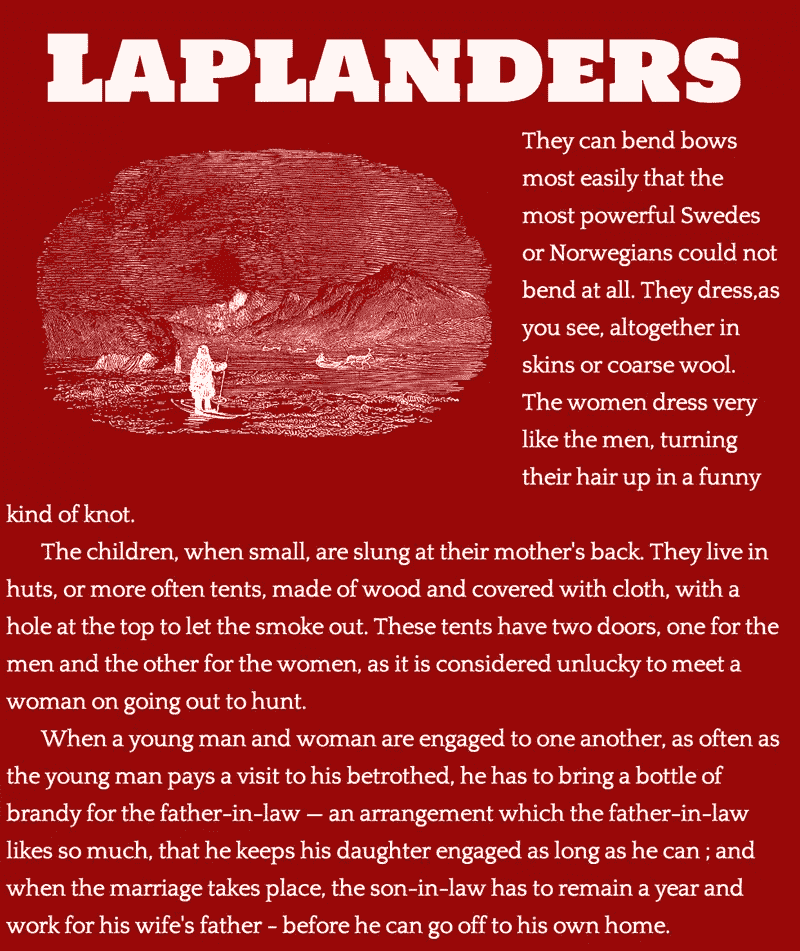 LAPLANDERS
They can bend bows
most easily that the
most powerful Swedes
or Norwegians could not
bend at all. They dress,as
you see, altogether in
skins or coarse wool.
The women dress very
like the men, turning
their hair up in a funny
kind of knot.
The children, when small, are slung at their mother's back. They live in
huts, or more often tents, made of wood and covered with cloth, with a
hole at the top to let the smoke out. These tents have two doors, one for the
men and the other for the women, as it is considered unlucky to meet a
woman on going out to hunt.
When a young man and woman are engaged to one another, as often as
the young man pays a visit to his betrothed, he has to bring a bottle of
brandy for the father-in-law — an arrangement which the father-in-law
likes so much, that he keeps his daughter engaged as long as he can ; and
when the marriage takes place, the son-in-law has to remain a year and
work for his wife's father - before he can go off to his own home.